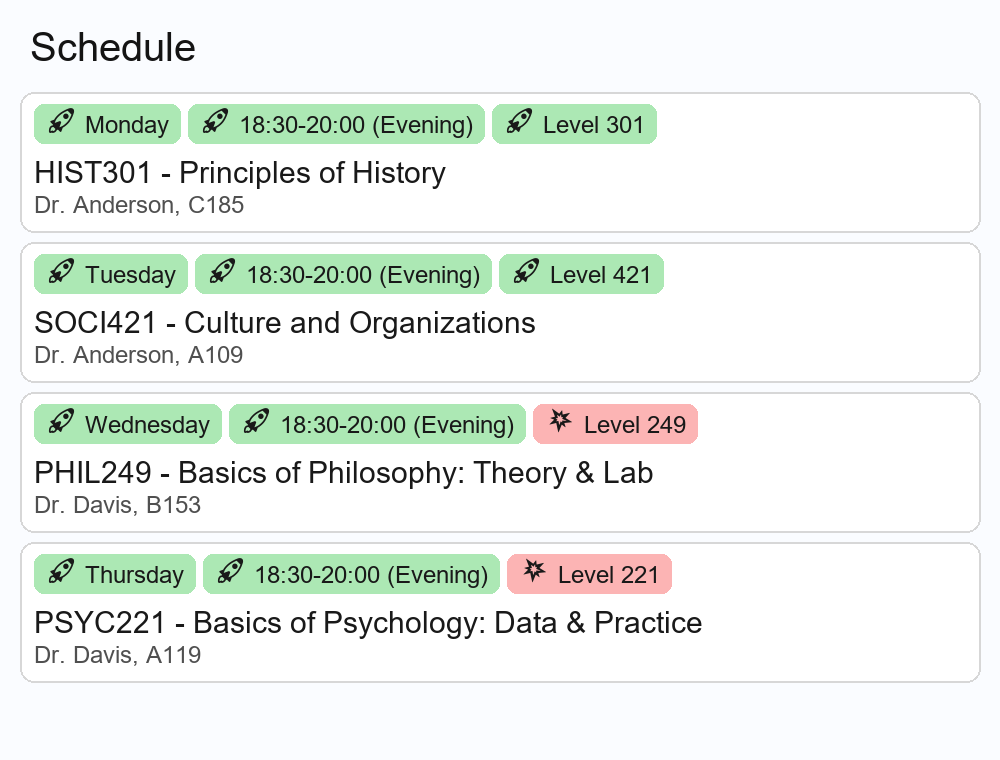 Schedule
Monday 18:30-20:00 (Evening) Level 301
HIST301 - Principles of History
Dr. Anderson, C185
Tuesday 18:30-20:00 (Evening) Level 421
SOCI421 - Culture and Organizations
Dr. Anderson, A109
Wednesday 18:30-20:00 (Evening) Level 249
PHIL249 - Basics of Philosophy: Theory & Lab
Dr. Davis, B153
Thursday 18:30-20:00 (Evening) Level 221
PSYC221 - Basics of Psychology: Data & Practice
Dr. Davis, A119